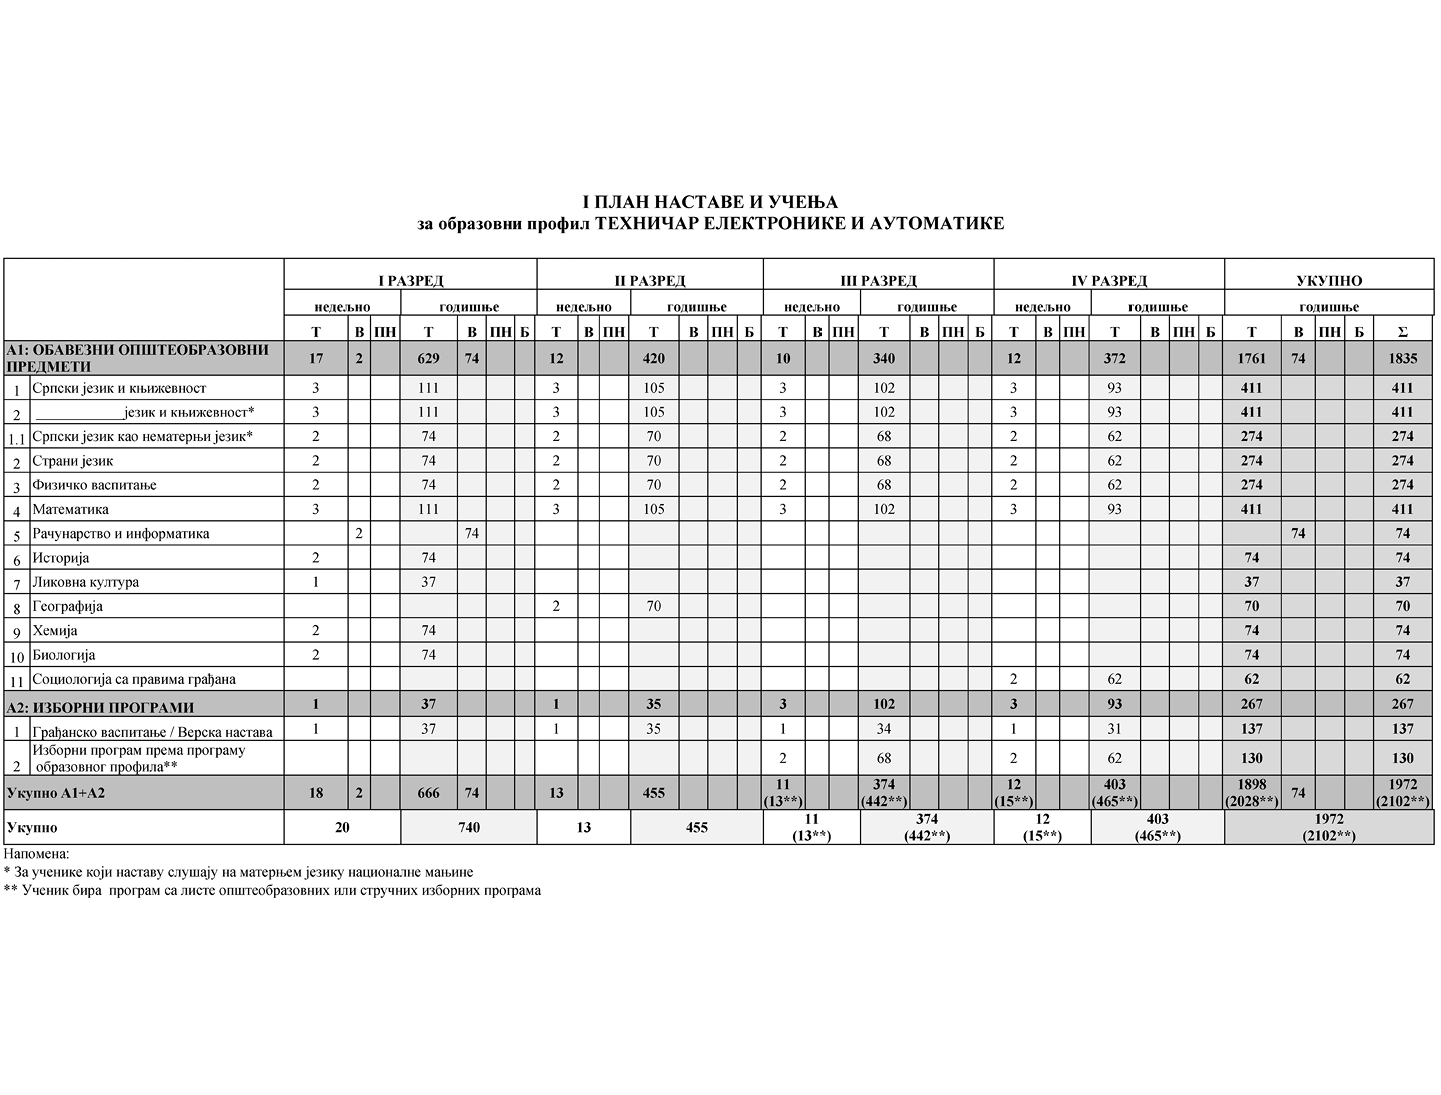 I ПЛАН НАСТАВЕ И УЧЕЊА
за образовни профил ТЕХНИЧАР ЕЛЕКТРОНИКЕ И АУТОМАТИКЕ
I РАЗРЕД II РАЗРЕД III РАЗРЕД IV РАЗРЕД УКУПНО
недељно годишње недељно годишње недељно годишње недељно годишње годишње
Т В ПН Т В ПН Б Т В ПН Т В ПН Б Т В ПН Т В ПН Б Т В ПН Т В ПН Б Т В ПН Б Σ
А1: ОБАВЕЗНИ ОПШТЕОБРАЗОВНИ
ПРЕДМЕТИ 17 2 629 74 12 420 10 340 12 372 1761 74 1835
1 Српски језик и књижевност 3 111 3 105 3 102 3 93 411 411
2 ____________језик и књижевност* 3 111 3 105 3 102 3 93 411 411
1.1 Српски језик као нематерњи језик* 2 74 2 70 2 68 2 62 274 274
2 Страни језик 2 74 2 70 2 68 2 62 274 274
3 Физичко васпитање 2 74 2 70 2 68 2 62 274 274
4 Математика 3 111 3 105 3 102 3 93 411 411
5 Рачунарство и информатика 2 74 74 74
6 Историја 2 74 74 74
7 Ликовна култура 1 37 37 37
8 Географија 2 70 70 70
9 Хемија 2 74 74 74
10 Биологија 2 74 74 74
11 Социологија са правима грађана 2 62 62 62
А2: ИЗБОРНИ ПРОГРАМИ 1 37 1 35 3 102 3 93 267 267
1 Грађанско васпитање / Верска настава 1 37 1 35 1 34 1 31 137 137
Изборни програм према програму
2 образовног профила** 2 68 2 62 130 130
Укупно А1+А2 18 2 666 74 13 455 11 374 12 403 1898 74 1972
(13**) (442**) (15**) (465**) (2028**) (2102**)
Укупно 20 740 13 455 11 374 12 403 1972
(13**) (442**) (15**) (465**) (2102**)
Напомена:
* За ученике који наставу слушају на матерњем језику националне мањине
** Ученик бира програм са листе општеобразовних или стручних изборних програма